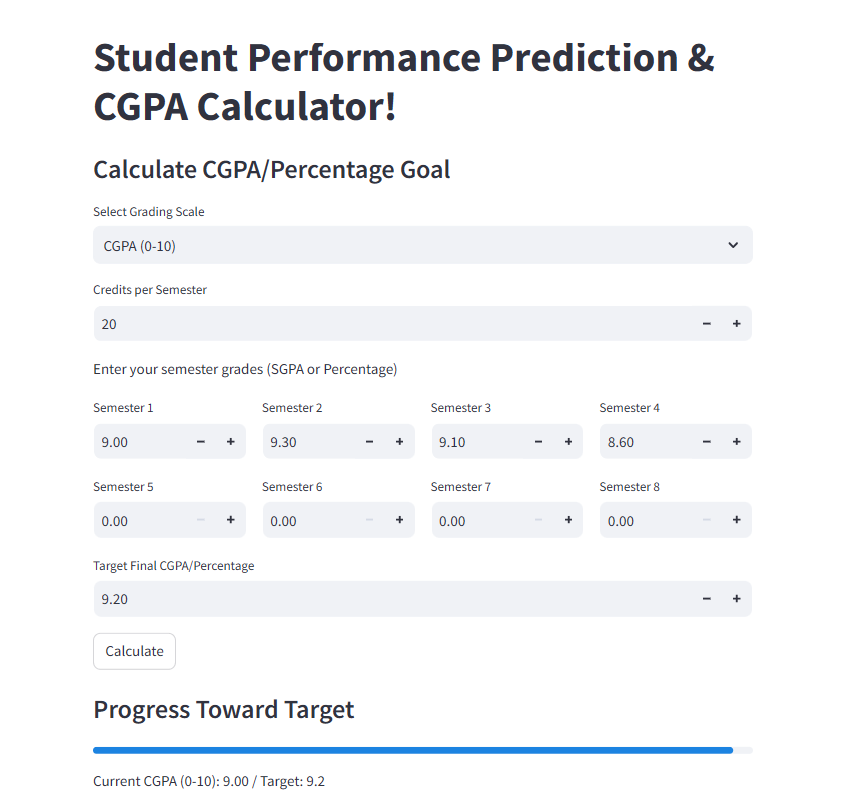 Student Performance Prediction &
CGPA Calculator!
Calculate CGPA/Percentage Goal
Select Grading Scale
CGPA (0-10)
Credits per Semester
20
Enter your semester grades (SGPA or Percentage)
Semester 1 Semester 2 Semester 3 Semester 4
9.00 9.30 9.10 8.60
Semester 5 Semester 6 Semester 7 Semester 8
0.00 0.00 0.00 0.00
Target Final CGPA/Percentage
9.20
Calculate
Progress Toward Target
Current CGPA (0-10): 9.00 / Target: 9.2